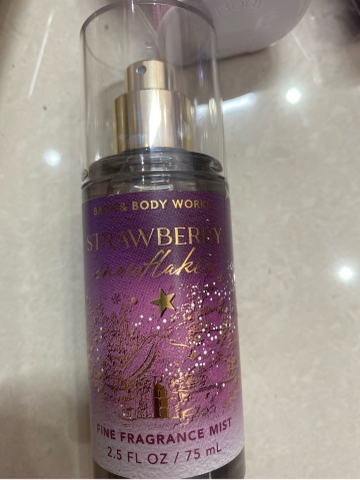 BATH & BODY WORKS
STRAWBERRY
snowflakes
FINE FRAGRANCE MIST
2.5 FL OZ / 75 mL